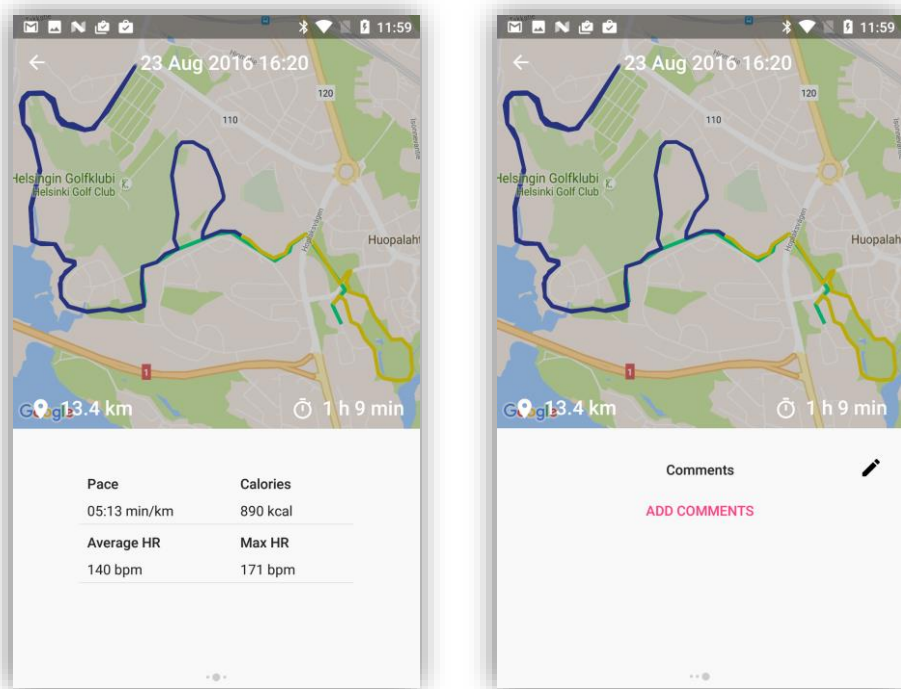 11:59
23 Aug 2016 16:20
120
110
Helsingin Golfklubi
Helsinki Golf Club
Huopalaht
1
Google
13.4 km
1 h 9 min
Pace
Calories
05:13 min/km
890 kcal
Average HR
Max HR
140 bpm
171 bpm
11:59
23 Aug 2016 16:20
120
110
Helsingin Golfklubi
Helsinki Golf Club
Huopalah
1
Google
13.4 km
1 h 9 min
Comments
ADD COMMENTS